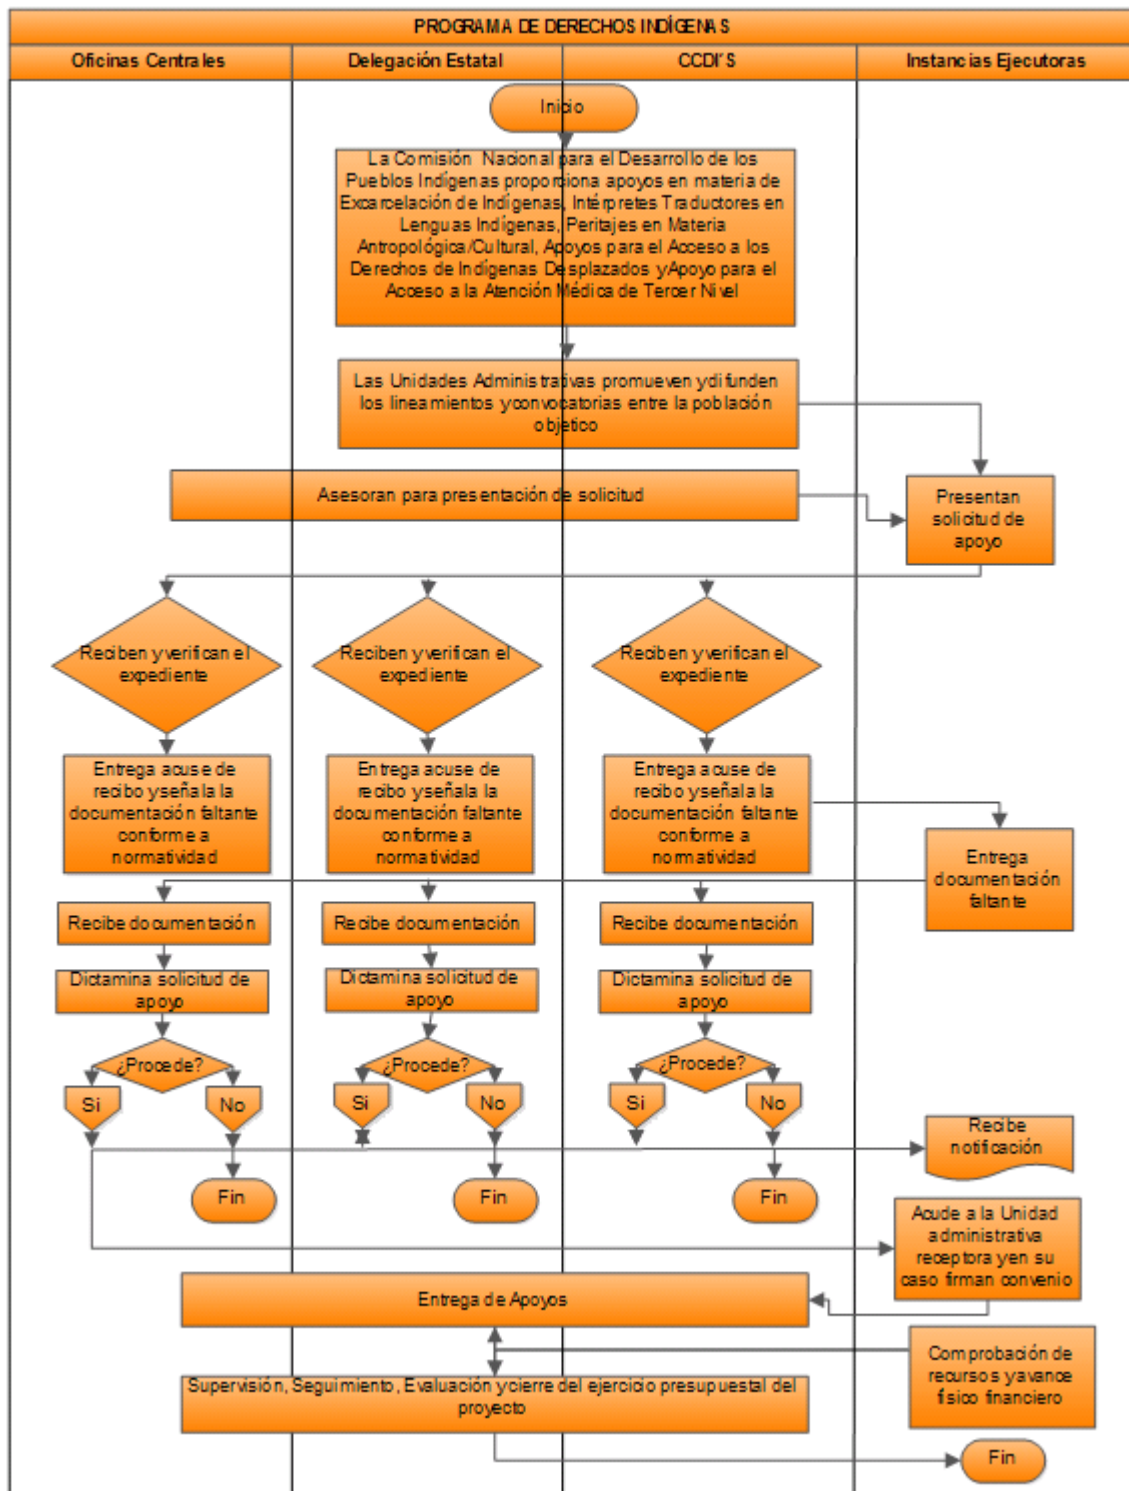 PROGRAMA DE DERECHOS INDÍGENAS
Oficinas Centrales
Delegación Estatal
CCDI'S
Instancias Ejecutoras
Inicio
La Comisión Nacional para el Desarrollo de los
Pueblos Indígenas proporciona apoyos en materia de
Excarcelación de Indígenas, Intérpretes Traductores en
Lenguas Indígenas, Peritajes en Materia
Antropológica/Cultural, Apoyos para el Acceso a los
Derechos de Indígenas Desplazados y Apoyo para el
Acceso a la Atención Médica de Tercer Nivel
Las Unidades Administrativas promueven y difunden
los lineamientos y convocatorias entre la población
objetico
Asesoran para presentación de solicitud
Presentan
solicitud de
apoyo
Reciben y verifican el
expediente
Reciben y verifican el
expediente
Reciben y verifican el
expediente
Entrega acuse de
recibo y señala la
documentación faltante
conforme a
normatividad
Entrega acuse de
recibo y señala la
documentación faltante
conforme a
normatividad
Entrega acuse de
recibo y señala la
documentación faltante
conforme a
normatividad
Entrega
documentación
faltante
Recibe documentación
Recibe documentación
Recibe documentación
Dictamina solicitud de
apoyo
Dictamina solicitud de
apoyo
Dictamina solicitud de
apoyo
¿Procede?
¿Procede?
¿Procede?
Si
No
Si
No
Si
No
Recibe
notificación
Fin
Fin
Fin
Acude a la Unidad
administrativa
receptora y en su
caso firman convenio
Entrega de Apoyos
Comprobación de
recursos y avance
físico financiero
Supervisión, Seguimiento, Evaluación y cierre del ejercicio presupuestal del
proyecto
Fin